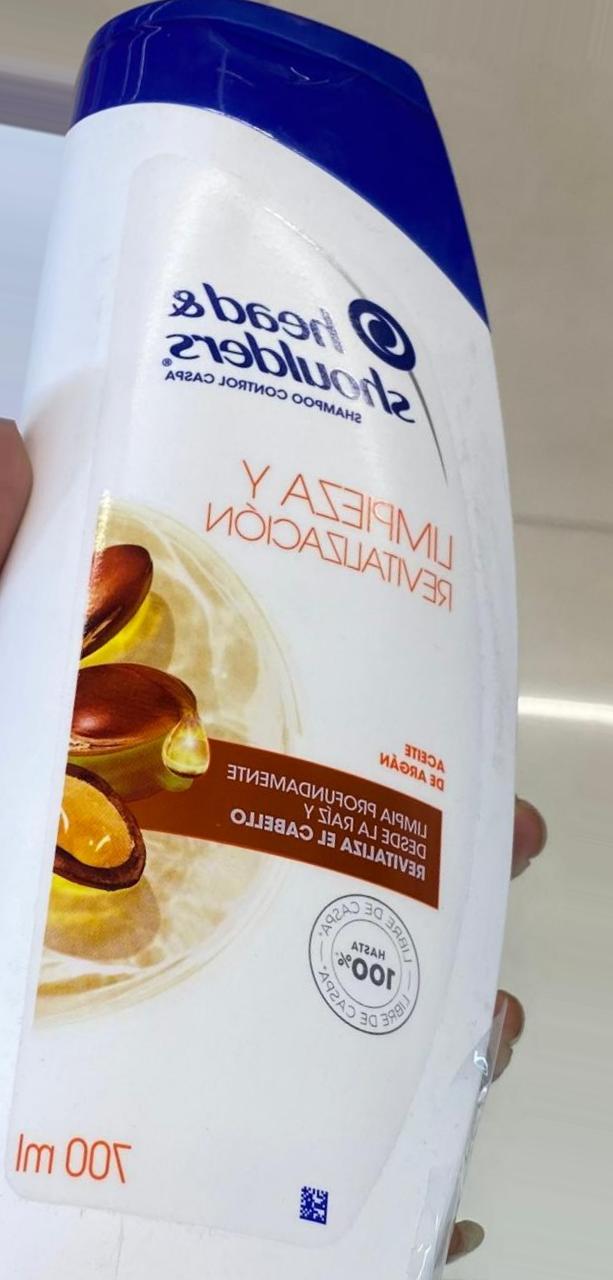 head&
shoulders®
SHAMPOO CONTROL CASPA
LIMPIEZA Y
REVITALIZACIÓN
ACEITE
DE ARGÁN
LIMPIA PROFUNDAMENTE
DESDE LA RAÍZ Y
REVITALIZA EL CABELLO
LIBRE DE CASPA*
HASTA
100%
LIBRE DE CASPA*
700 ml